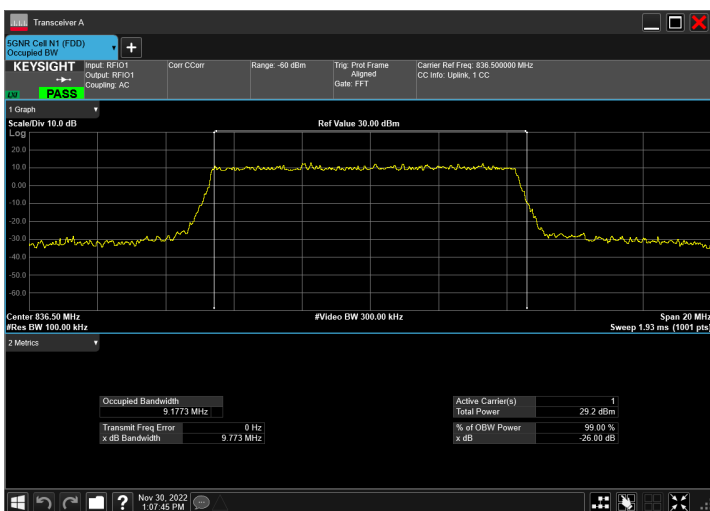 Transceiver A
5GNR Cell N1 (FDD)
Occupied BW
KEYSIGHT
LXI
PASS
Input: RFIO1
Output: RFIO1
Coupling: AC
Corr CCorr
Range: -60 dBm
Trig: Prot Frame
Aligned
Gate: FFT
Carrier Ref Freq: 836.500000 MHz
CC Info: Uplink, 1 CC
1 Graph
Scale/Div 10.0 dB
Ref Value 30.00 dBm
Log
20.0
10.0
0.00
-10.0
-20.0
-30.0
-40.0
-50.0
-60.0
Center 836.50 MHz
#Video BW 300.00 kHz
Span 20 MHz
#Res BW 100.00 kHz
Sweep 1.93 ms (1001 pts)
2 Metrics
Occupied Bandwidth
9.1773 MHz
Transmit Freq Error 0 Hz
x dB Bandwidth 9.773 MHz
Active Carrier(s) 1
Total Power 29.2 dBm
% of OBW Power 99.00 %
x dB -26.00 dB
?
Nov 30, 2022
1:07:45 PM